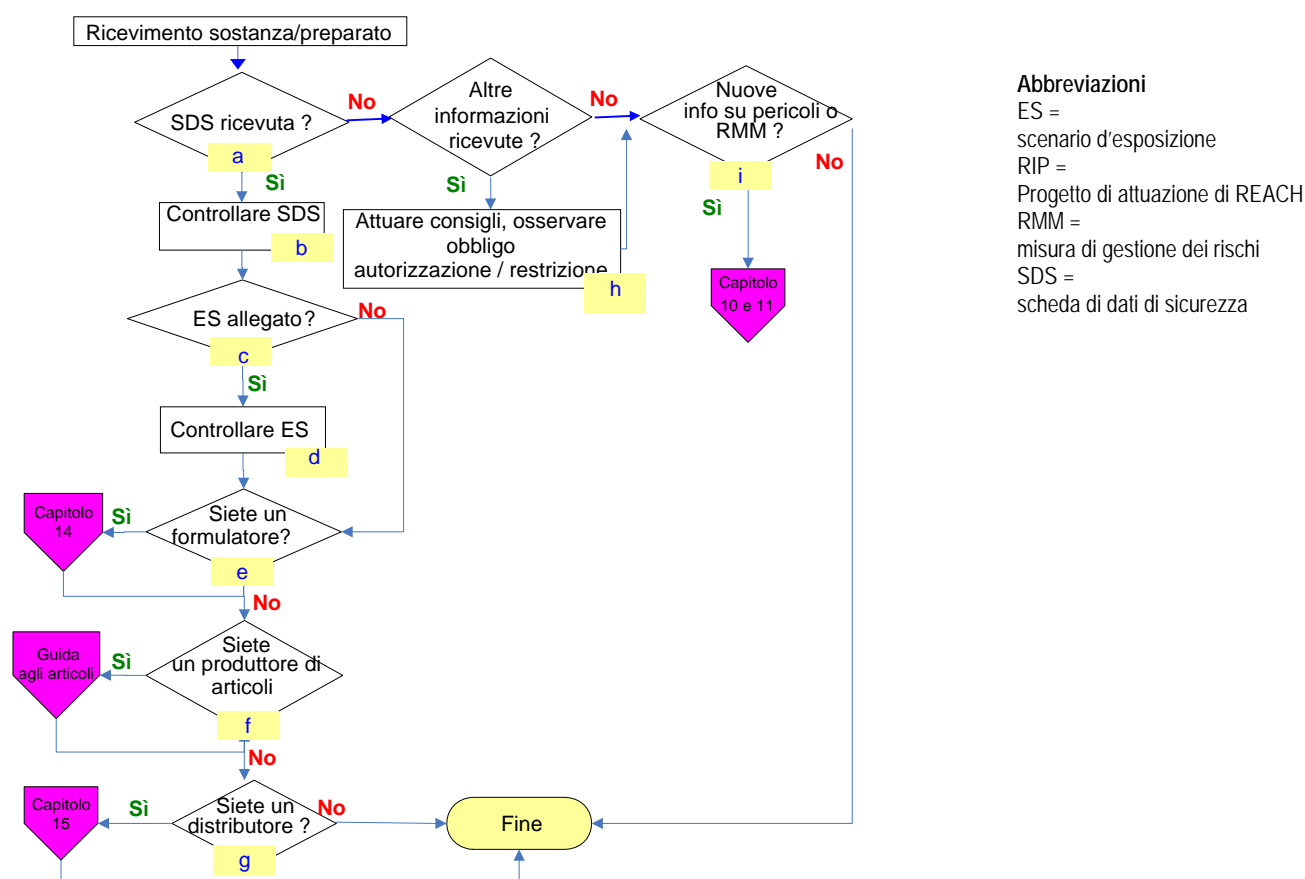 Ricevimento sostanza/preparato
SDS ricevuta ?
a
No
Sì
Altre
informazioni
ricevute ?
No
Sì
Nuove
info su pericoli o
RMM ?
i
No
Sì
Controllare SDS
b
Attuare consigli, osservare
obbligo
autorizzazione / restrizione
h
Capitolo
10 e 11
ES allegato ?
c
No
Sì
Controllare ES
d
Siete un
formulatore?
e
Sì
Capitolo
14
No
Siete
un produttore di
articoli
f
Sì
Guida
agli articoli
No
Siete un
distributore ?
g
Sì
Capitolo
15
No
Fine
Abbreviazioni
ES =
scenario d'esposizione
RIP =
Progetto di attuazione di REACH
RMM =
misura di gestione dei rischi
SDS =
scheda di dati di sicurezza